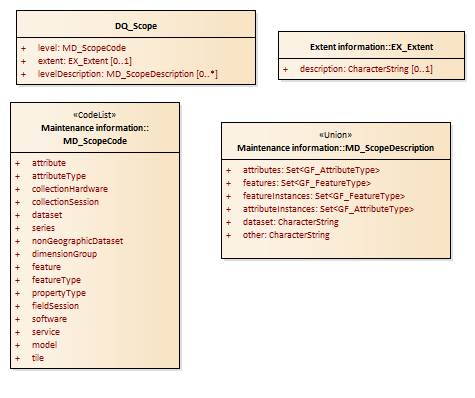 DQ_Scope
+ level: MD_ScopeCode
+ extent: EX_Extent [0..1]
+ levelDescription: MD_ScopeDescription [0..*]
Extent information::EX_Extent
+ description: CharacterString [0..1]
«CodeList»
Maintenance information::
MD_ScopeCode
+ attribute
+ attributeType
+ collectionHardware
+ collectionSession
+ dataset
+ series
+ nonGeographicDataset
+ dimensionGroup
+ feature
+ featureType
+ propertyType
+ fieldSession
+ software
+ service
+ model
+ tile
«Union»
Maintenance information::MD_ScopeDescription
+ attributes: Set<GF_AttributeType>
+ features: Set<GF_FeatureType>
+ featureInstances: Set<GF_FeatureType>
+ attributeInstances: Set<GF_AttributeType>
+ dataset: CharacterString
+ other: CharacterString